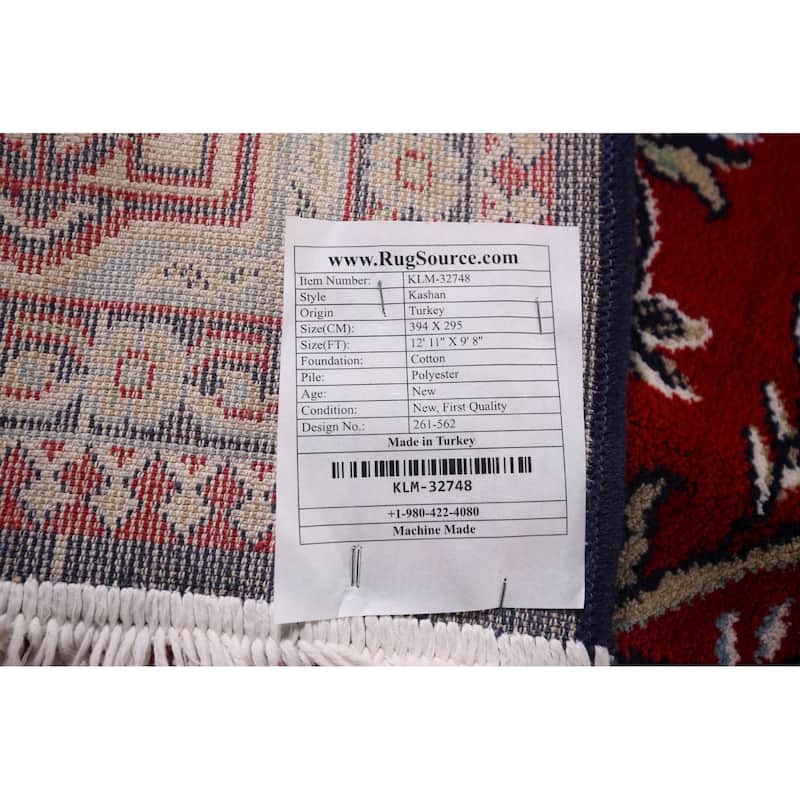 www.RugSource.com
Item Number: KLM-32748
Style Kashan
Origin Turkey
Size(CM): 394 X 295
Size(FT): 12' 11" X 9' 8"
Foundation: Cotton
Pile: Polyester
Age: New
Condition: New, First Quality
Design No.: 261-562
Made in Turkey
KLM-32748
+1-980-422-4080
Machine Made